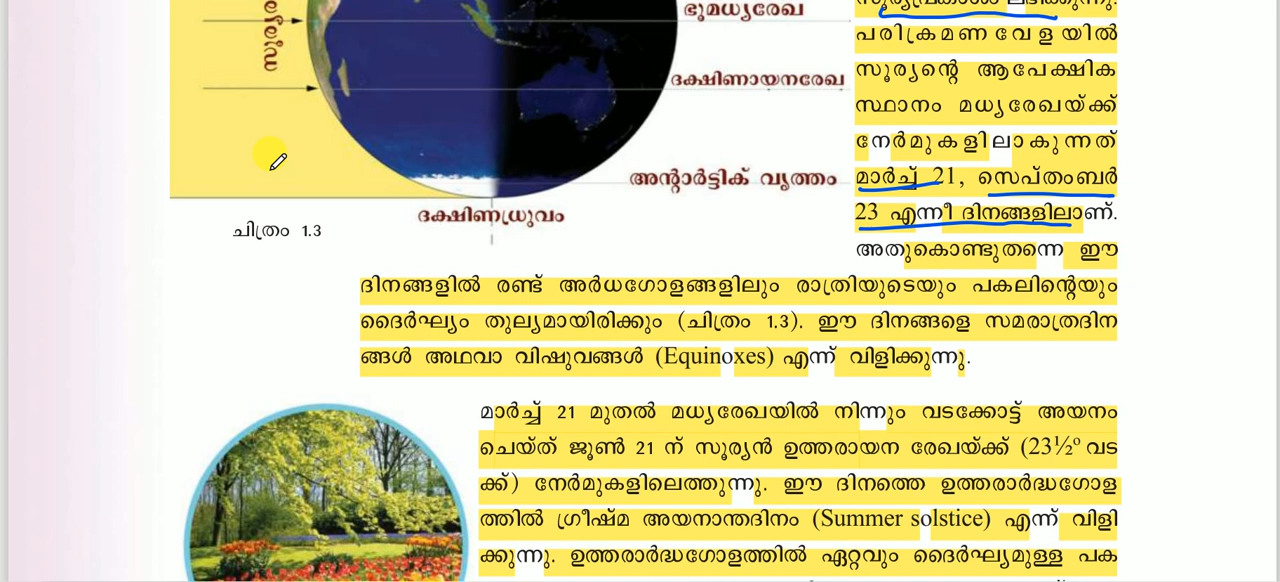 ഭൂമധ്യരേഖ
ദക്ഷിണായനരേഖ
അന്റാർട്ടിക് വൃത്തം
ദക്ഷിണധ്രുവം
ചിത്രം 1.3
സൂര്യപ്രകാശം ലഭിക്കുന്നു.
പരിക്രമണ വേള യിൽ
സൂര്യന്റെ ആപേക്ഷിക
സ്ഥാനം മധ്യരേഖയ്ക്ക്
നേർമുകളിലാകുന്നത്
മാർച്ച് 21, സെപ്തംബർ
23 എന്നീ ദിനങ്ങളിലാണ്.
അതുകൊണ്ടുതന്നെ ഈ
ദിനങ്ങളിൽ രണ്ട് അർധഗോളങ്ങളിലും രാത്രിയുടെയും പകലിന്റെയും
ദൈർഘ്യം തുല്യമായിരിക്കും (ചിത്രം 1.3). ഈ ദിനങ്ങളെ സമരാത്രദിന
ങ്ങൾ അഥവാ വിഷുവങ്ങൾ (Equinoxes) എന്ന് വിളിക്കുന്നു.
മാർച്ച് 21 മുതൽ മധ്യരേഖയിൽ നിന്നും വടക്കോട്ട് അയനം
ചെയ്ത് ജൂൺ 21 ന് സൂര്യൻ ഉത്തരായന രേഖയ്ക്ക് (23½° വട
ക്ക്) നേർമുകളിലെത്തുന്നു. ഈ ദിനത്തെ ഉത്തരാർദ്ധഗോള
ത്തിൽ ഗ്രീഷ്മ അയനാന്തദിനം (Summer solstice) എന്ന് വിളി
ക്കുന്നു. ഉത്തരാർദ്ധഗോളത്തിൽ ഏറ്റവും ദൈർഘ്യമുള്ള പക